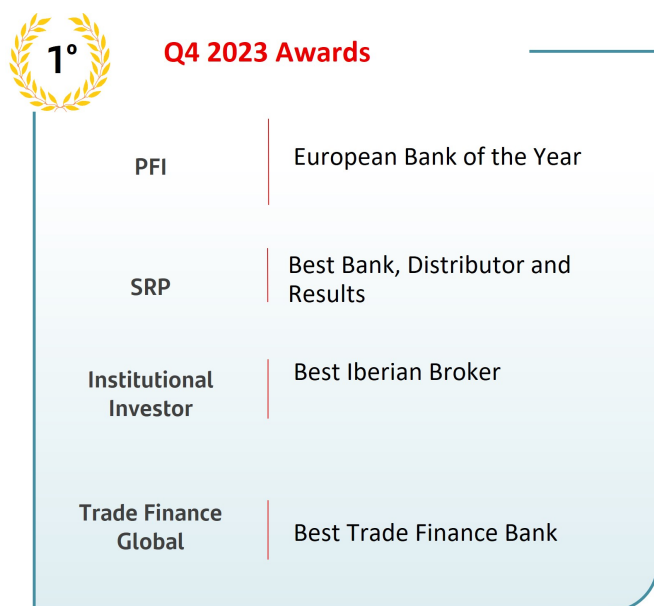 1º
Q4 2023 Awards
PFI
European Bank of the Year
SRP
Best Bank, Distributor and
Results
Institutional
Investor
Best Iberian Broker
Trade Finance
Global
Best Trade Finance Bank